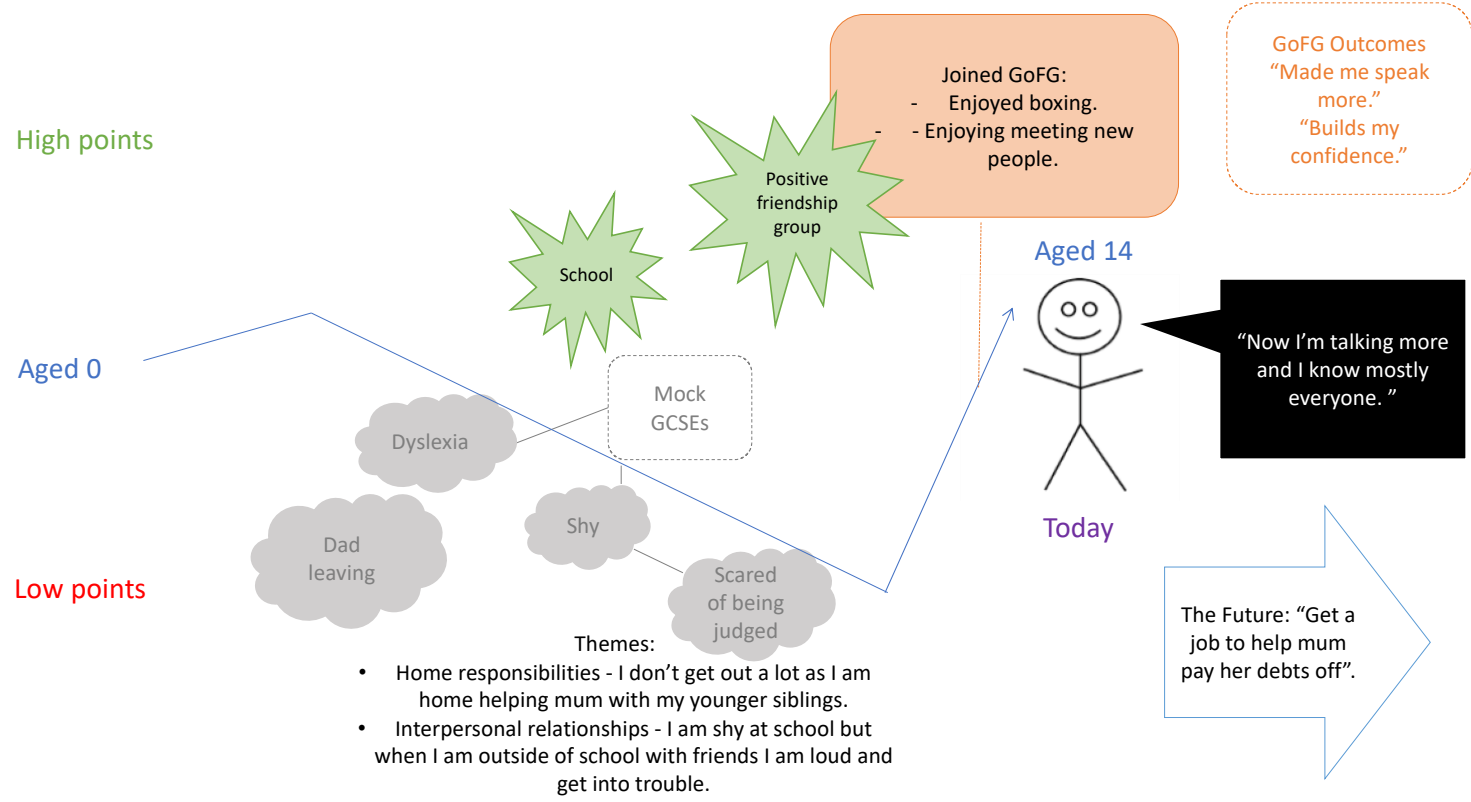 High points
Joined GoFG:
- Enjoyed boxing.
- - Enjoying meeting new
people.
GoFG Outcomes
“Made me speak
more.”
“Builds my
confidence.”
Positive
friendship
group
School
Aged 14
Aged 0
“Now I’m talking more
and I know mostly
everyone. ”
Mock
GCSEs
Dyslexia
Shy
Dad
leaving
Today
Low points
Scared
of being
judged
The Future: “Get a
job to help mum
pay her debts off”.
Themes:
• Home responsibilities - I don’t get out a lot as I am
home helping mum with my younger siblings.
• Interpersonal relationships - I am shy at school but
when I am outside of school with friends I am loud and
get into trouble.